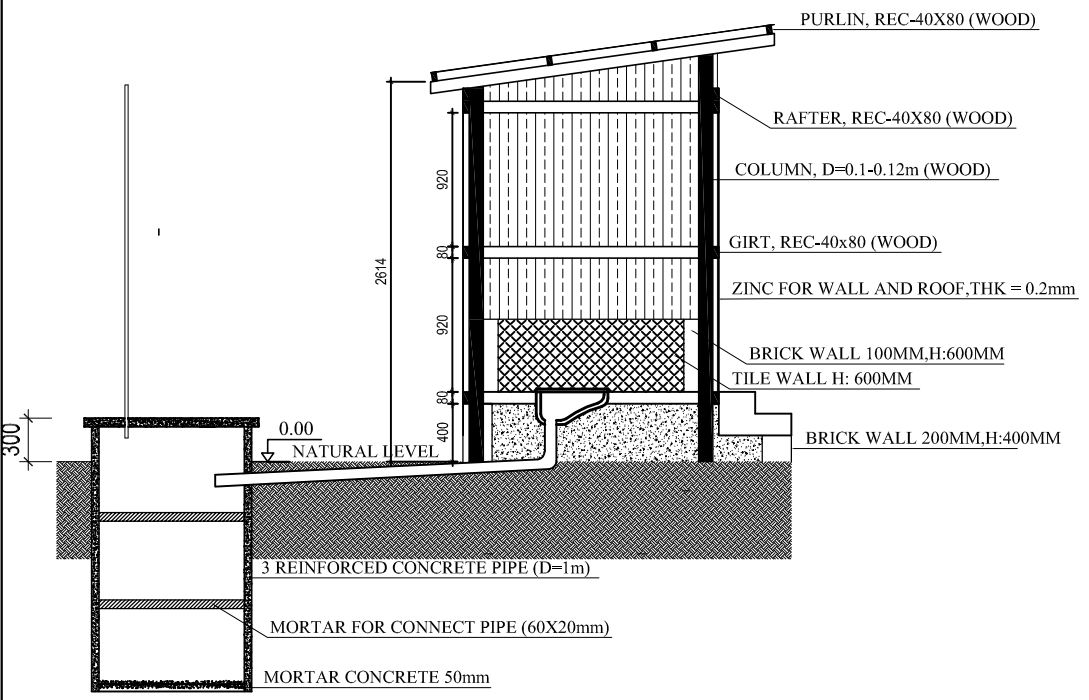 PURLIN, REC-40X80 (WOOD)
RAFTER, REC-40X80 (WOOD)
COLUMN, D=0.1-0.12m (WOOD)
GIRT, REC-40x80 (WOOD)
ZINC FOR WALL AND ROOF,THK = 0.2mm
BRICK WALL 100MM,H:600MM
TILE WALL H: 600MM
BRICK WALL 200MM,H:400MM
920
80
920
80
400
2614
300
0.00
NATURAL LEVEL
3 REINFORCED CONCRETE PIPE (D=1m)
MORTAR FOR CONNECT PIPE (60X20mm)
MORTAR CONCRETE 50mm